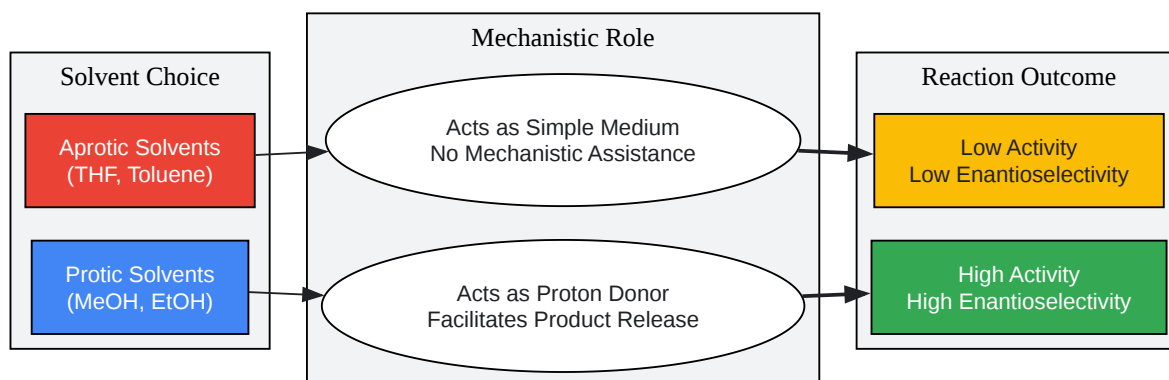 Solvent Choice
Aprotic Solvents
(THF, Toluene)
Protic Solvents
(MeOH, EtOH)
Mechanistic Role
Acts as Simple Medium
No Mechanistic Assistance
Acts as Proton Donor
Facilitates Product Release
Reaction Outcome
Low Activity
Low Enantioselectivity
High Activity
High Enantioselectivity